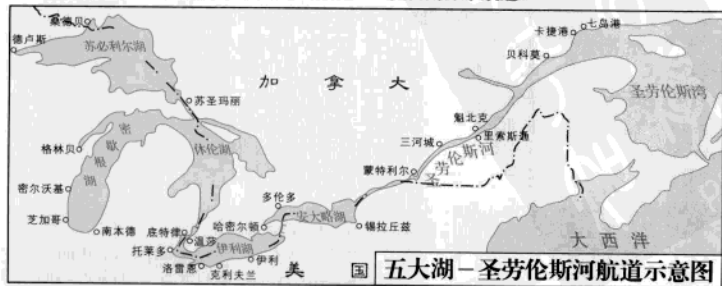 桑德贝
七岛港
卡捷港
德卢斯
苏必利尔湖
贝科莫
加拿大
圣劳伦斯湾
苏圣玛丽
魁北克
里索斯通
密歇根湖
休伦湖
格林贝
三河城
圣劳伦斯河
蒙特利尔
密尔沃基
多伦多
芝加哥
南本德
底特律
哈密尔顿
安大略湖
锡拉丘兹
温莎
托莱多
伊利湖
伊利
大西洋
洛雷恩
克利夫兰
美国
五大湖-圣劳伦斯河航道示意图